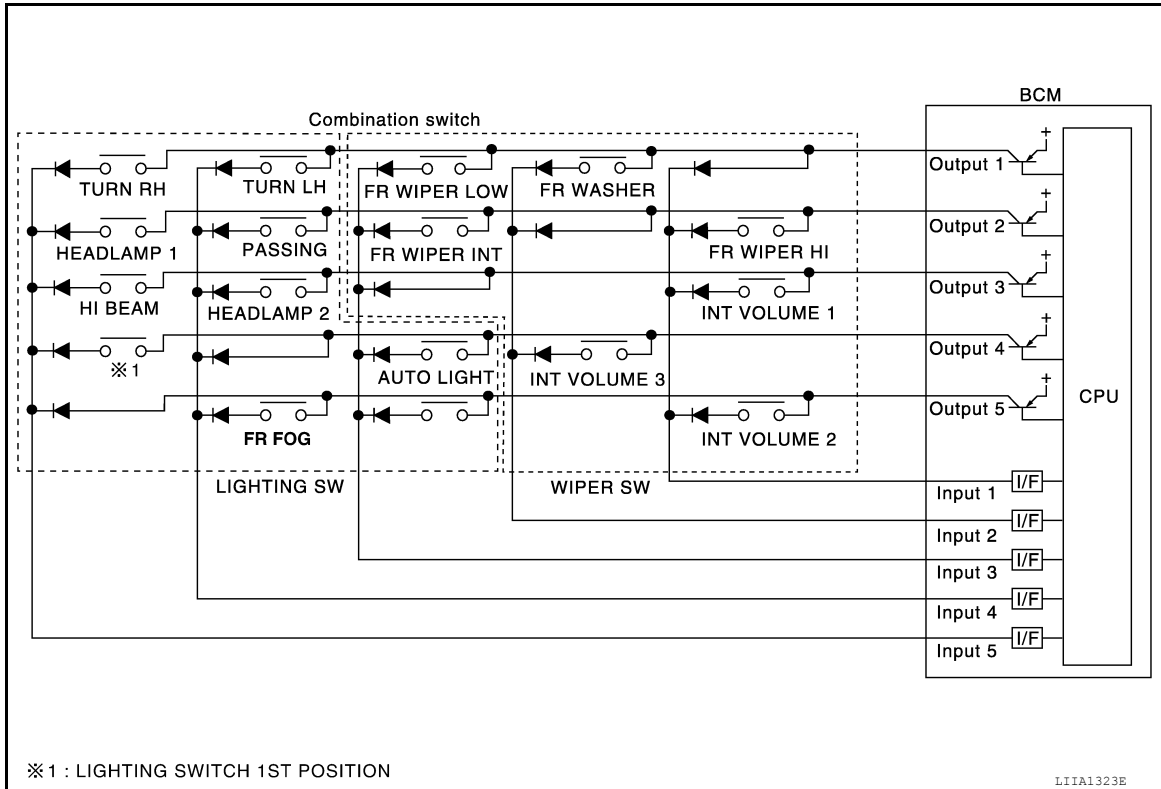 BCM
Combination switch
+
Output 1
TURN RH
TURN LH
FR WIPER LOW
FR WASHER
+
Output 2
HEADLAMP 1
PASSING
FR WIPER INT
FR WIPER HI
+
Output 3
HI BEAM
HEADLAMP 2
INT VOLUME 1
+
Output 4
※1
AUTO LIGHT
INT VOLUME 3
+
CPU
Output 5
FR FOG
INT VOLUME 2
LIGHTING SW
WIPER SW
Input 1
I/F
Input 2
I/F
Input 3
I/F
Input 4
I/F
Input 5
I/F
※1 : LIGHTING SWITCH 1ST POSITION
LIIA1323E